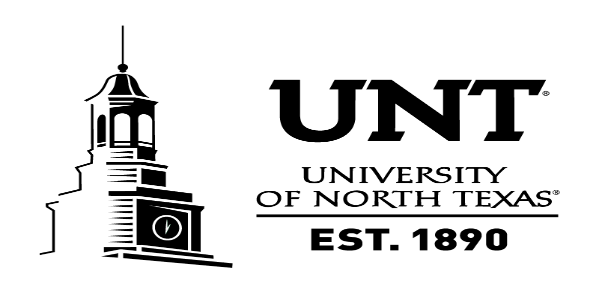 UNT®
UNIVERSITY
OF NORTH TEXAS®
EST. 1890